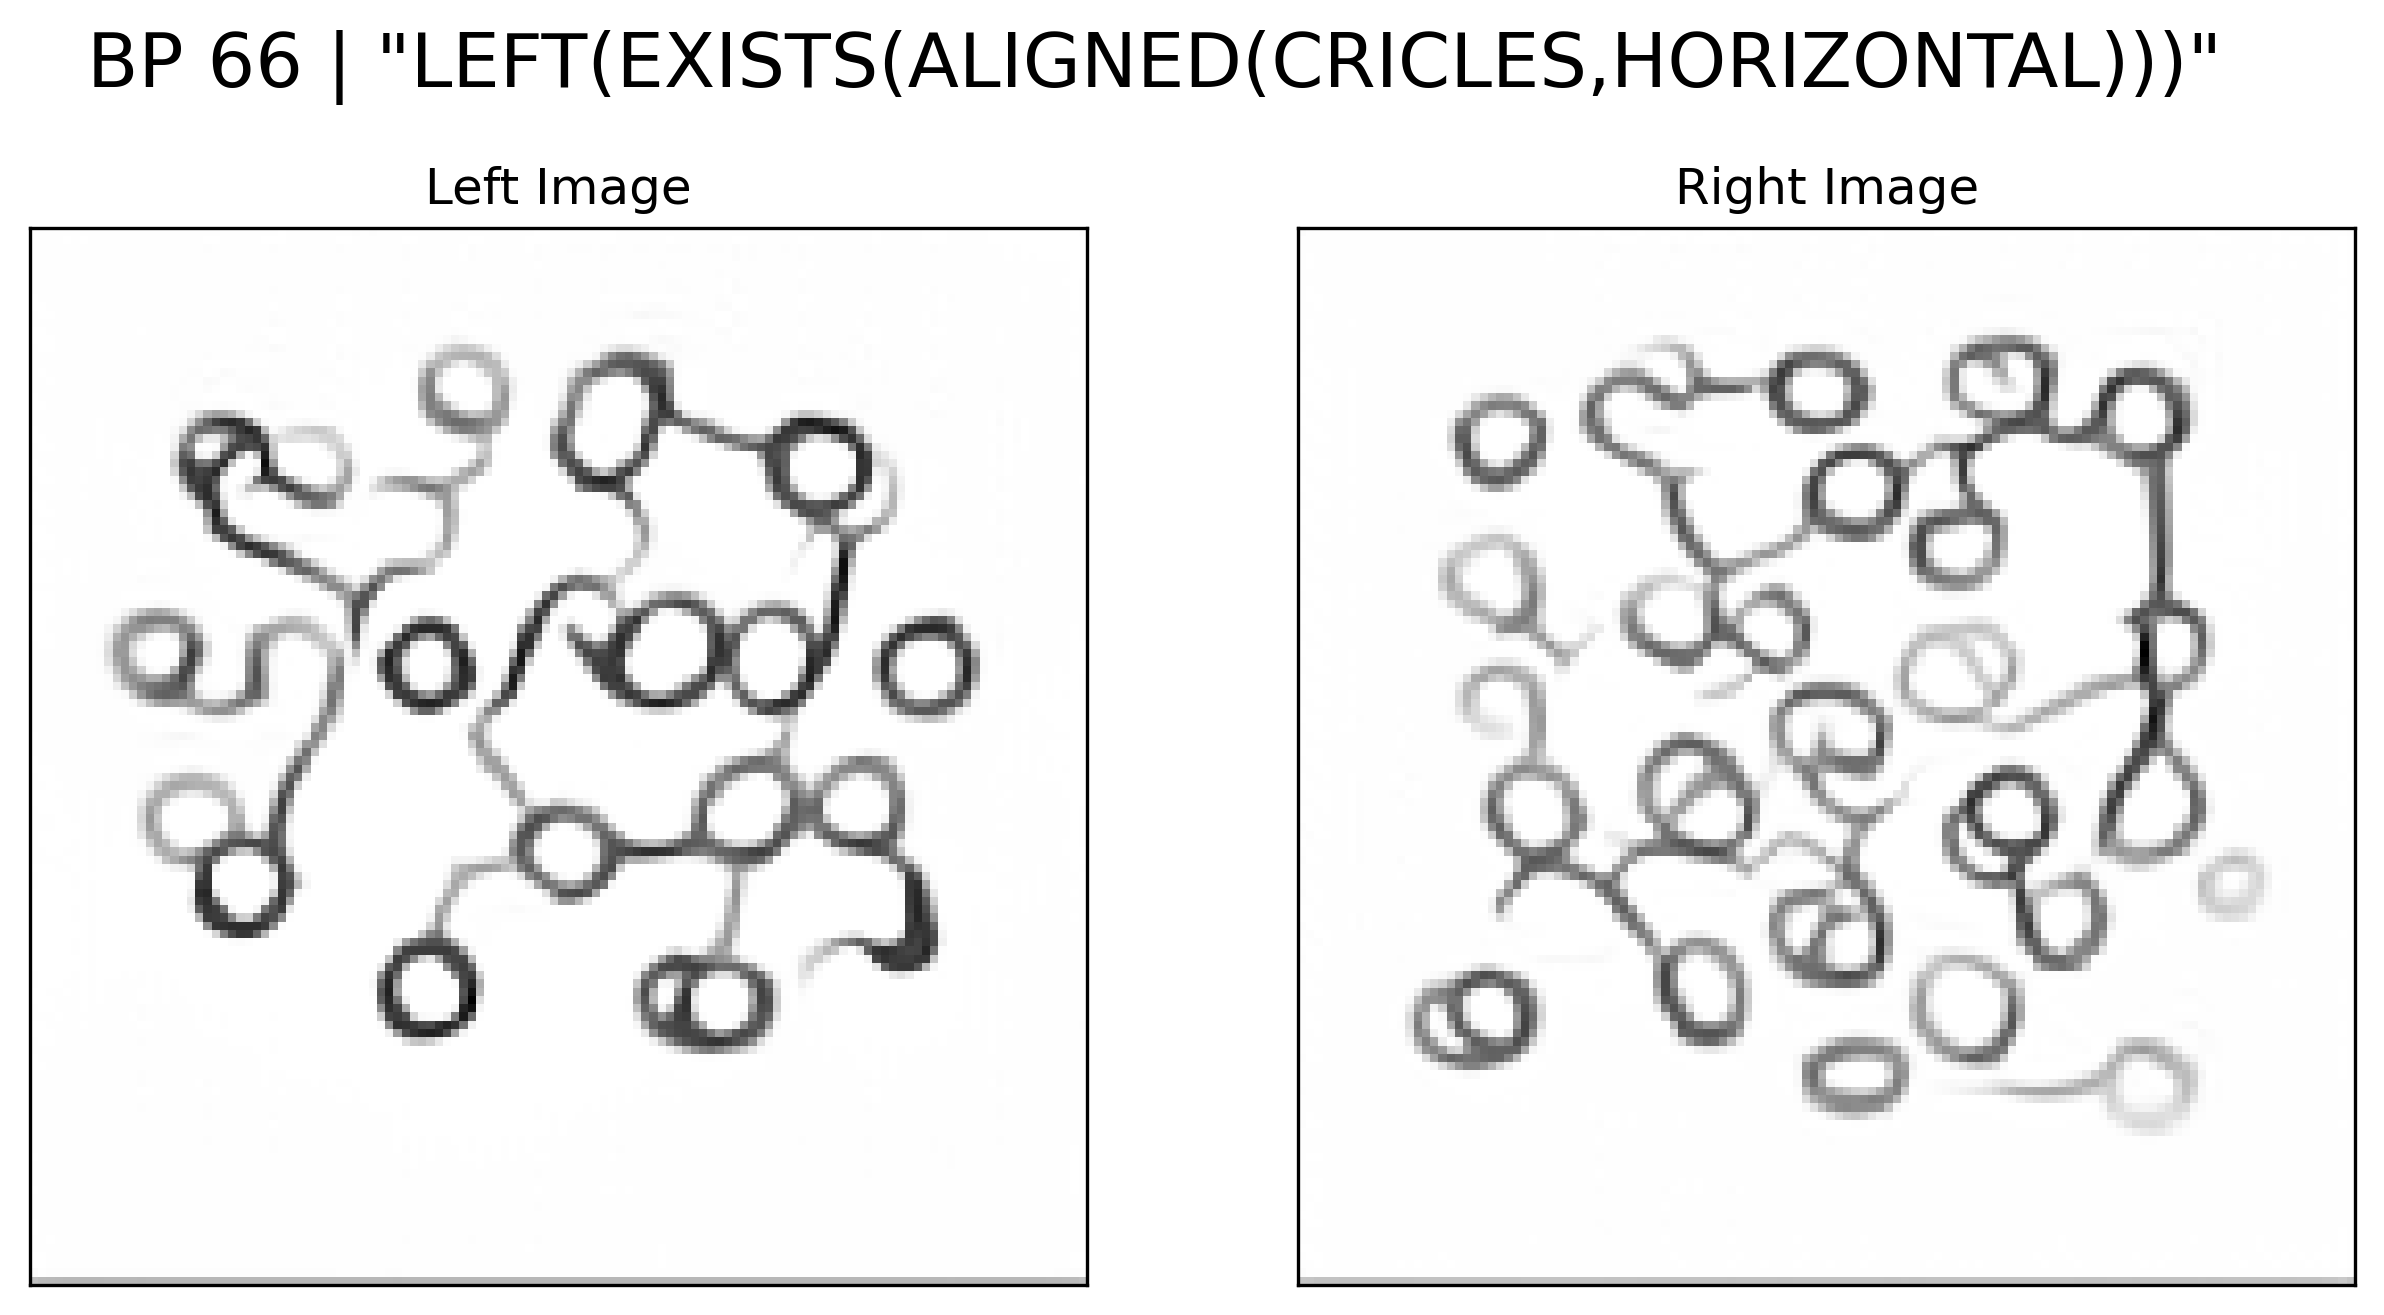 BP 66 | "LEFT(EXISTS(ALIGNED(CRICLES,HORIZONTAL)))"
Left Image
Right Image